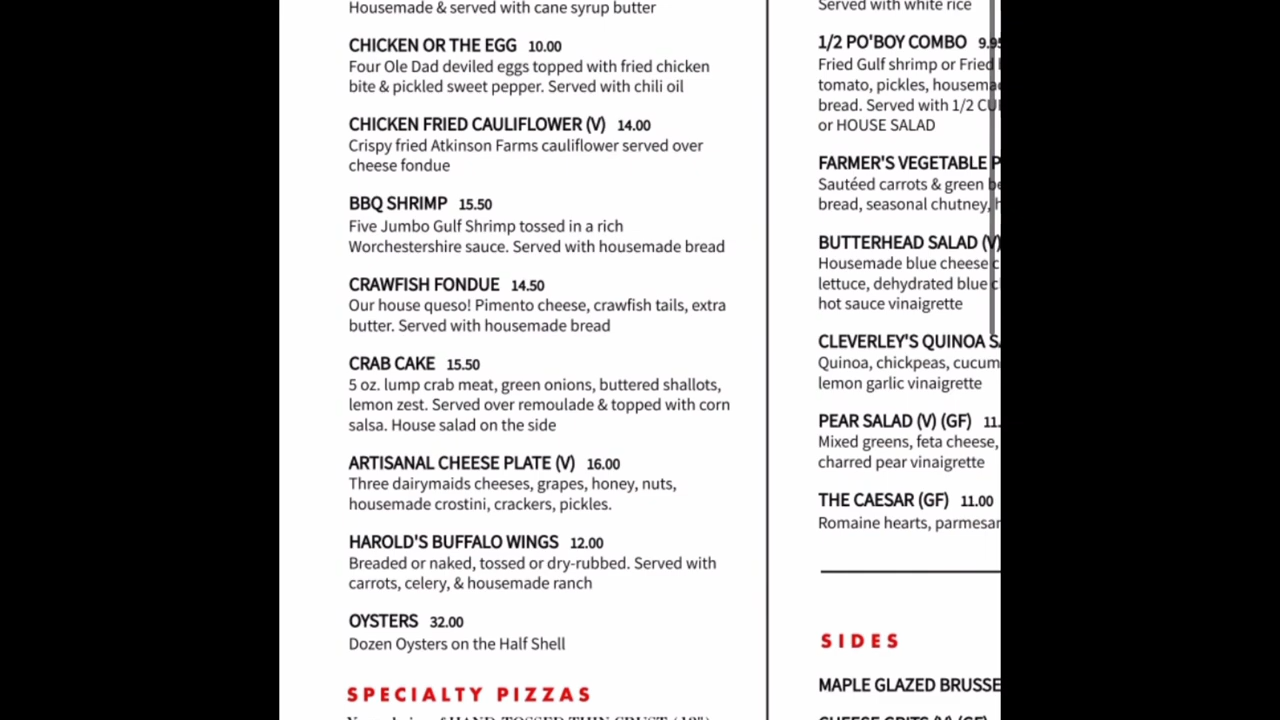 Housemade & served with cane syrup butter
CHICKEN OR THE EGG 10.00
Four Ole Dad deviled eggs topped with fried chicken
bite & pickled sweet pepper. Served with chili oil
CHICKEN FRIED CAULIFLOWER (V) 14.00
Crispy fried Atkinson Farms cauliflower served over
cheese fondue
BBQ SHRIMP 15.50
Five Jumbo Gulf Shrimp tossed in a rich
Worchestershire sauce. Served with housemade bread
CRAWFISH FONDUE 14.50
Our house queso! Pimento cheese, crawfish tails, extra
butter. Served with housemade bread
CRAB CAKE 15.50
5 oz. lump crab meat, green onions, buttered shallots,
lemon zest. Served over remoulade & topped with corn
salsa. House salad on the side
ARTISANAL CHEESE PLATE (V) 16.00
Three dairymaids cheeses, grapes, honey, nuts,
housemade crostini, crackers, pickles.
HAROLD'S BUFFALO WINGS 12.00
Breaded or naked, tossed or dry-rubbed. Served with
carrots, celery, & housemade ranch
OYSTERS 32.00
Dozen Oysters on the Half Shell
SPECIALTY PIZZAS
HAND-TOSSED THIN CRUST
Served with white rice
1/2 PO'BOY COMBO 9.95
Fried Gulf shrimp or Fried
tomato, pickles,
bread. Served with 1/2
or HOUSE SALAD
FARMER'S VEGETABLE
Sautéed carrots & green
bread, seasonal chutney,
BUTTERHEAD SALAD (V)
Housemade blue cheese
lettuce, dehydrated blue
hot sauce vinaigrette
CLEVERLEY'S QUINOA
Quinoa, chickpeas,
lemon garlic vinaigrette
PEAR SALAD (V) (GF) 11.
Mixed greens, feta cheese,
charred pear vinaigrette
THE CAESAR (GF) 11.00
Romaine hearts,
SIDES
MAPLE GLAZED
CHEESE GRITS (V) (GF)